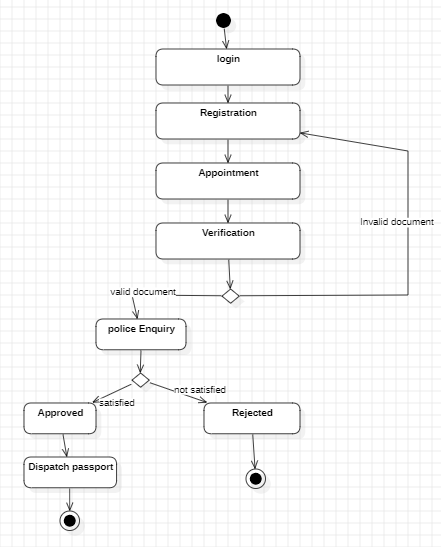 login
Registration
Appointment
Verification
Invalid document
valid document
police Enquiry
satisfied
not satisfied
Approved
Rejected
Dispatch passport